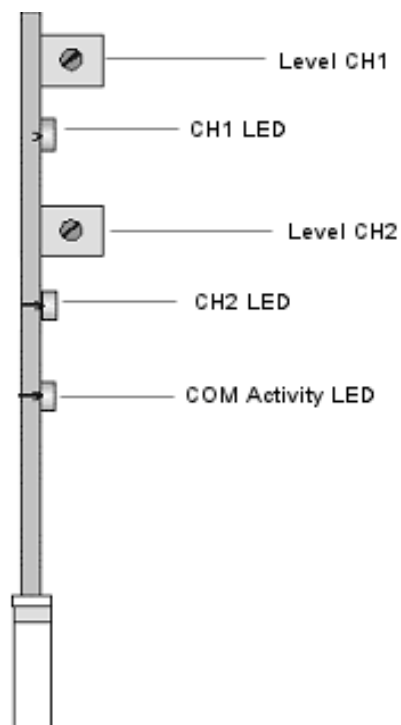 Level CH1
CH1 LED
Level CH2
CH2 LED
COM Activity LED